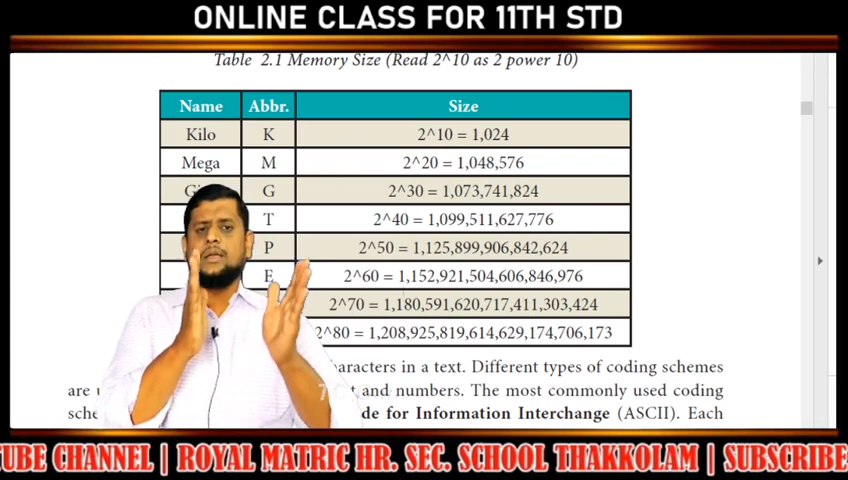 ONLINE CLASS FOR 11TH STD
Table 2.1 Memory Size (Read 2^10 as 2 power 10)
Name Abbr. Size
Kilo K 2^10 = 1,024
Mega M 2^20 = 1,048,576
G 2^30 = 1,073,741,824
T 2^40 = 1,099,511,627,776
P 2^50 = 1,125,899,906,842,624
E 2^60 = 1,152,921,504,606,846,976
2^70 = 1,180,591,620,717,411,303,424
2^80 = 1,208,925,819,614,629,174,706,173
characters in a text. Different types of coding schemes
are and numbers. The most commonly used coding
for Information Interchange (ASCII). Each
TUBE CHANNEL | ROYAL MATRIC HR. SEC. SCHOOL THAKKOLAM | SUBSCRIBE